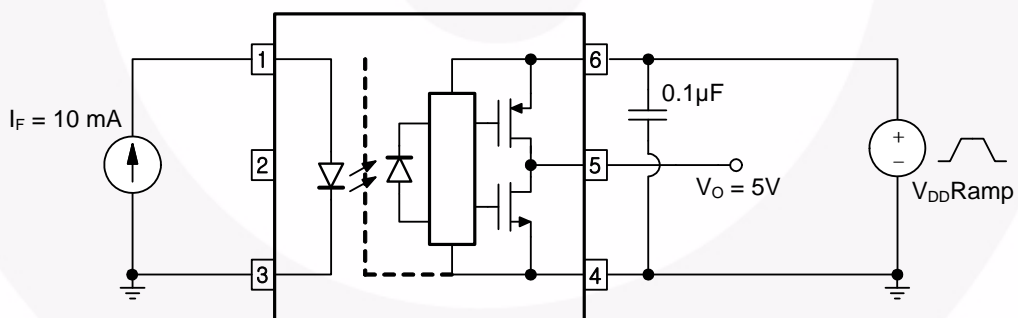 1
6
0.1µF
I_F = 10 mA
2
5
+
–
V_O = 5V
V_DDRamp
3
4